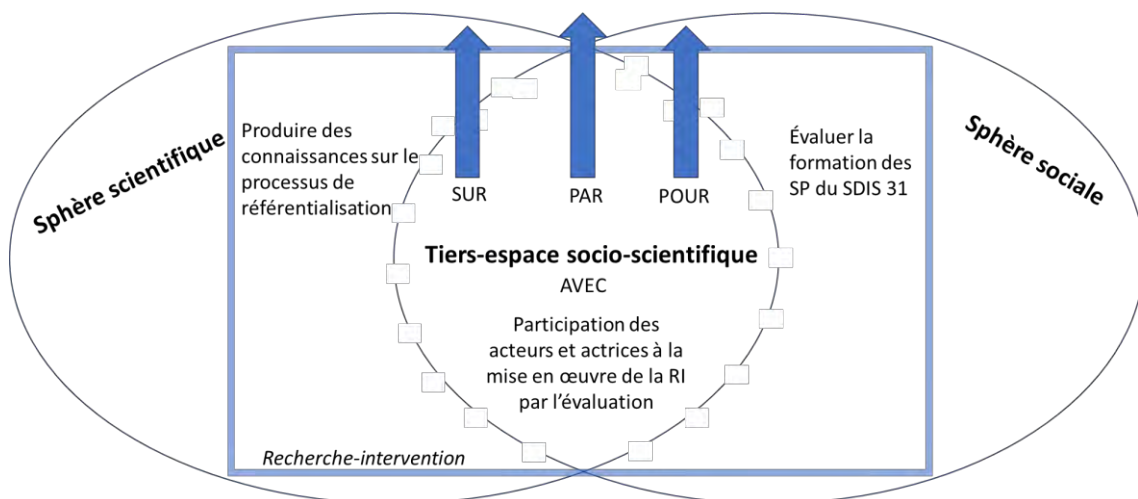 Sphère scientifique
Produire des
connaissances sur le
processus de
référentialisation
SUR
PAR
POUR
Évaluer la
formation des
SP du SDIS 31
Sphère sociale
Tiers-espace socio-scientifique
AVEC
Participation des
acteurs et actrices à la
mise en œuvre de la RI
par l'évaluation
Recherche-intervention